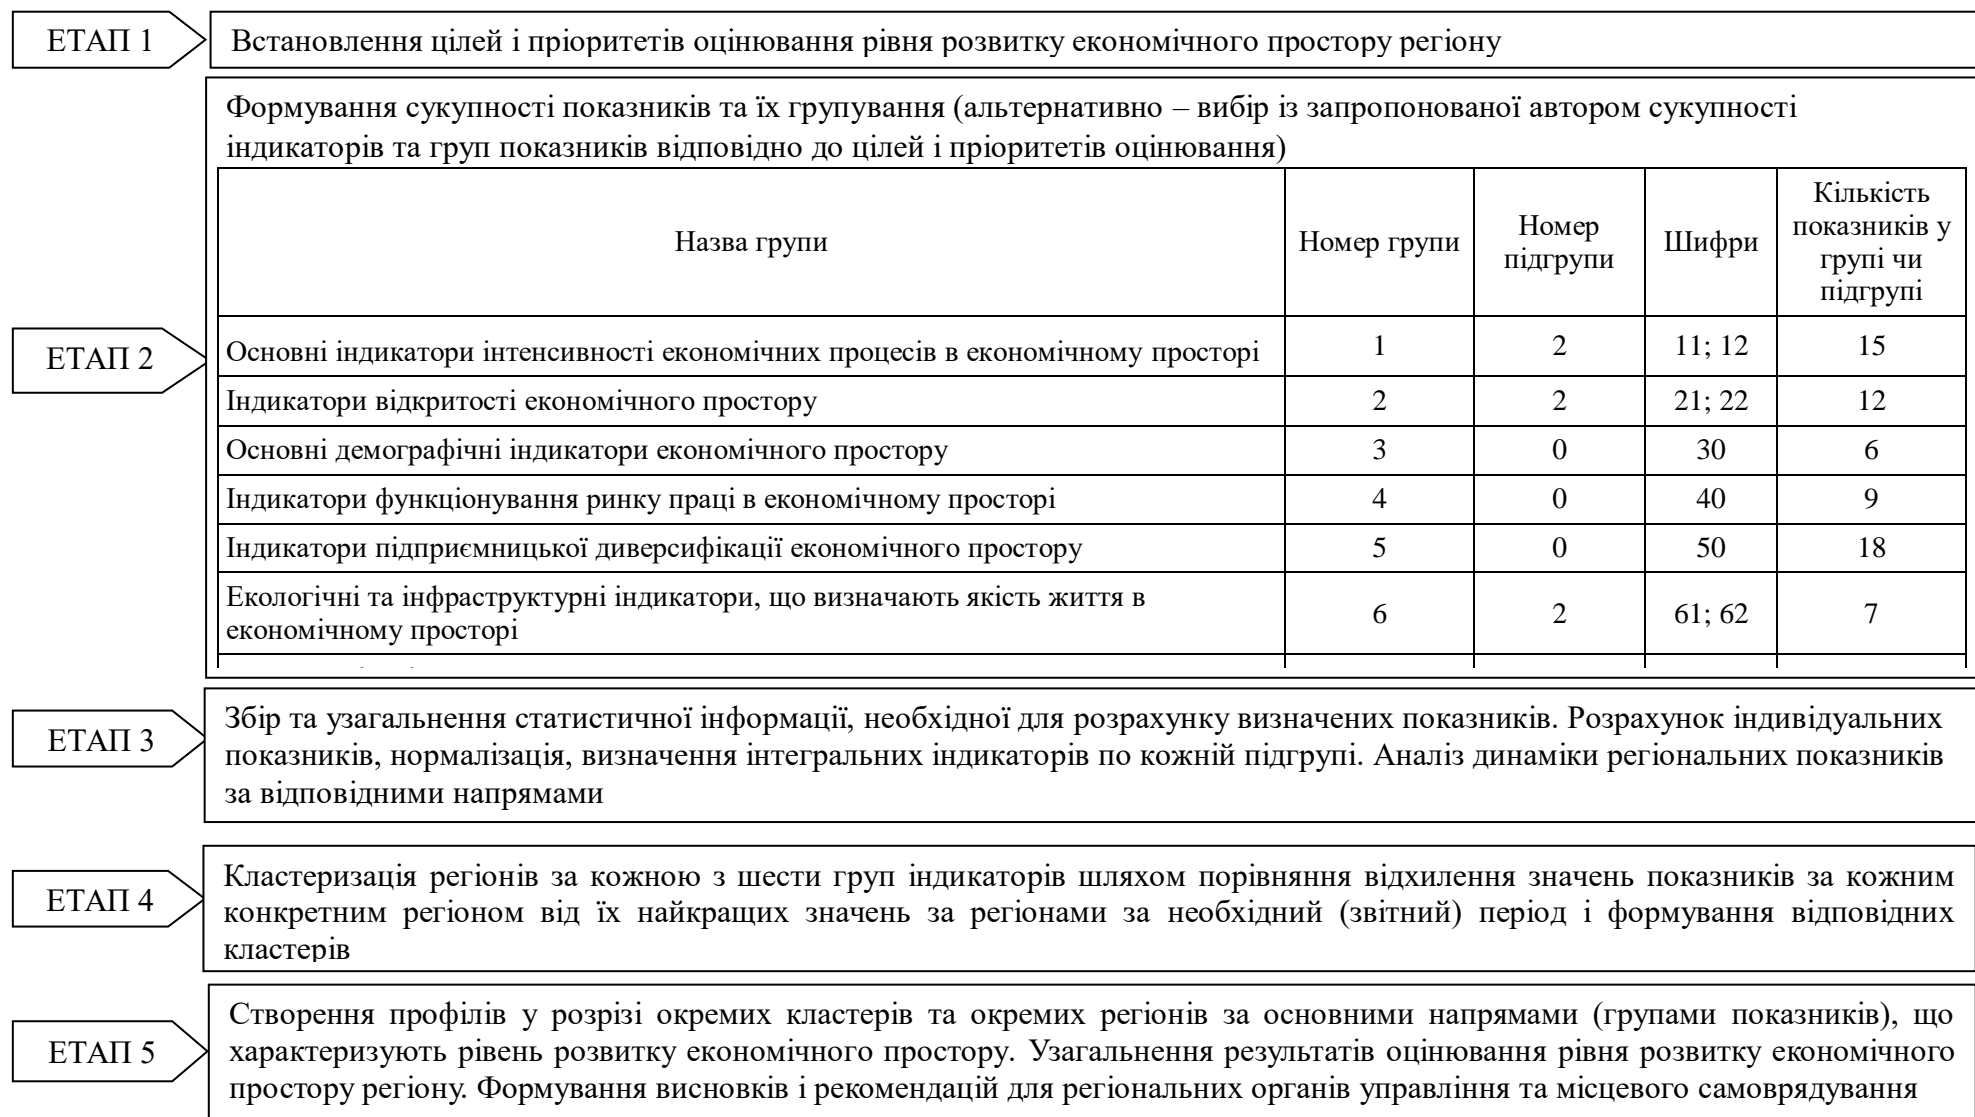 ЕТАП 1
Встановлення цілей і пріоритетів оцінювання рівня розвитку економічного простору регіону
ЕТАП 2
Формування сукупності показників та їх групування (альтернативно – вибір із запропонованої автором сукупності
індикаторів та груп показників відповідно до цілей і пріоритетів оцінювання)
Назва групи
Номер групи
Номер
підгрупи
Шифри
Кількість
показників у
групі чи
підгрупі
Основні індикатори інтенсивності економічних процесів в економічному просторі 1 2 11; 12 15
Індикатори відкритості економічного простору 2 2 21; 22 12
Основні демографічні індикатори економічного простору 3 0 30 6
Індикатори функціонування ринку праці в економічному просторі 4 0 40 9
Індикатори підприємницької диверсифікації економічного простору 5 0 50 18
Екологічні та інфраструктурні індикатори, що визначають якість життя в
економічному просторі 6 2 61; 62 7
ЕТАП 3
Збір та узагальнення статистичної інформації, необхідної для розрахунку визначених показників. Розрахунок індивідуальних
показників, нормалізація, визначення інтегральних індикаторів по кожній підгрупі. Аналіз динаміки регіональних показників
за відповідними напрямами
ЕТАП 4
Кластеризація регіонів за кожною з шести груп індикаторів шляхом порівняння відхилення значень показників за кожним
конкретним регіоном від їх найкращих значень за регіонами за необхідний (звітний) період і формування відповідних
кластерів
ЕТАП 5
Створення профілів у розрізі окремих кластерів та окремих регіонів за основними напрямами (групами показників), що
характеризують рівень розвитку економічного простору. Узагальнення результатів оцінювання рівня розвитку економічного
простору регіону. Формування висновків і рекомендацій для регіональних органів управління та місцевого самоврядування